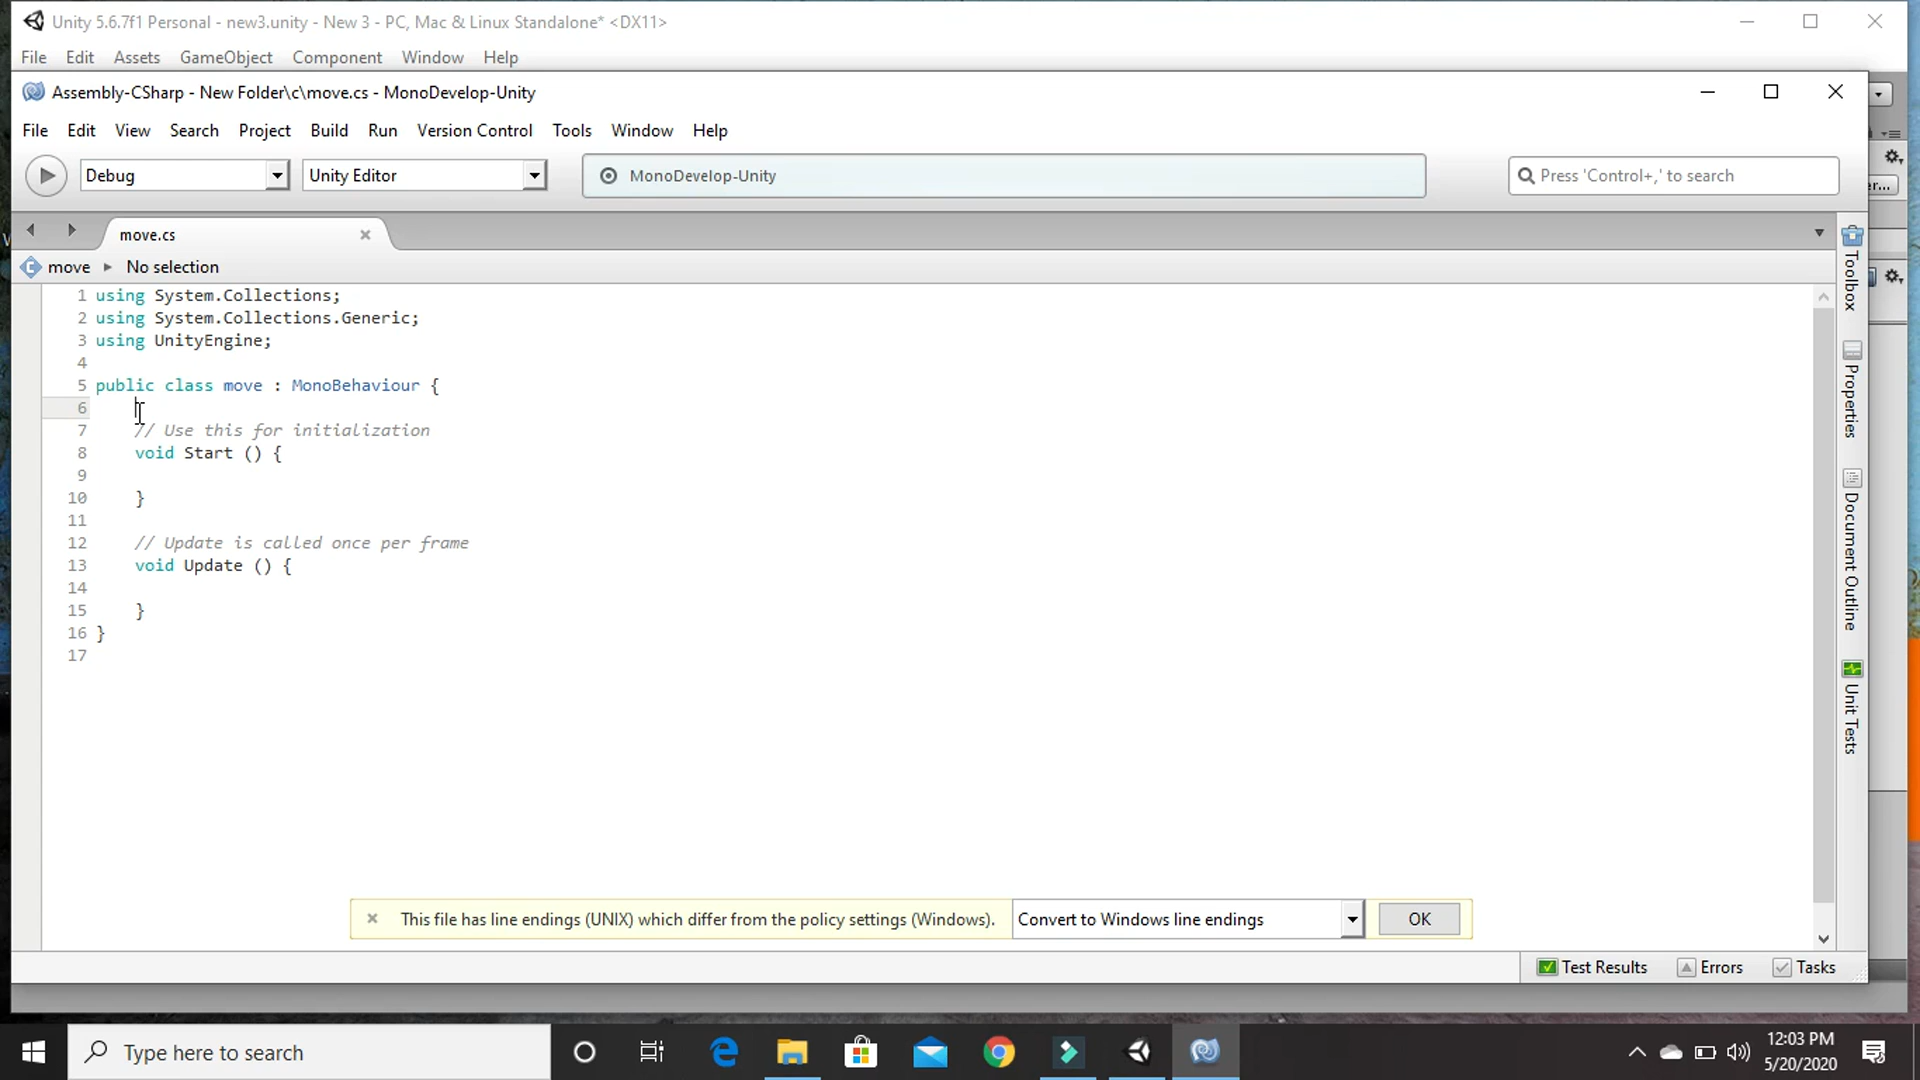 Unity 5.6.7f1 Personal - new3.unity - New 3 - PC, Mac & Linux Standalone* <DX11>
File Edit Assets GameObject Component Window Help
Assembly-CSharp - New Folder\c\move.cs - MonoDevelop-Unity
File Edit View Search Project Build Run Version Control Tools Window Help
Debug Unity Editor MonoDevelop-Unity Press 'Control+,' to search
er...
move.cs
move No selection
1 using System.Collections;
2 using System.Collections.Generic;
3 using UnityEngine;
4
5 public class move : MonoBehaviour {
6
7 // Use this for initialization
8 void Start () {
9
10 }
11
12 // Update is called once per frame
13 void Update () {
14
15 }
16 }
17
Toolbox
Properties
Document Outline
Unit Tests
This file has line endings (UNIX) which differ from the policy settings (Windows). Convert to Windows line endings OK
Test Results Errors Tasks
Type here to search
12:03 PM
5/20/2020